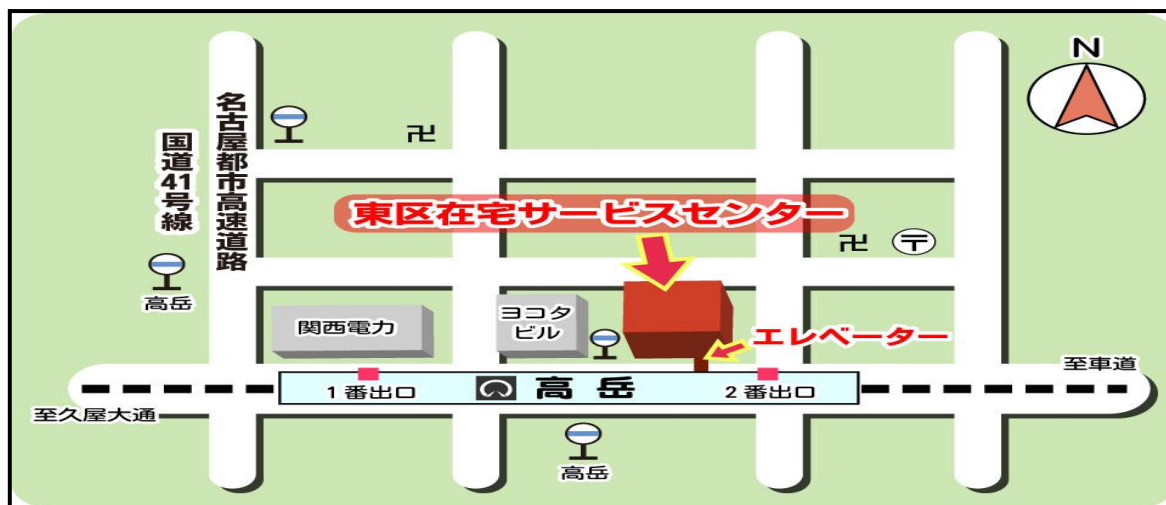 N
名古屋都市高速道路
国道41号線
卍
東区在宅サービスセンター
卍
〒
高岳
関西電力
ヨコタ
ビル
エレベーター
至車道
1番出口
高岳
2番出口
至久屋大通
高岳